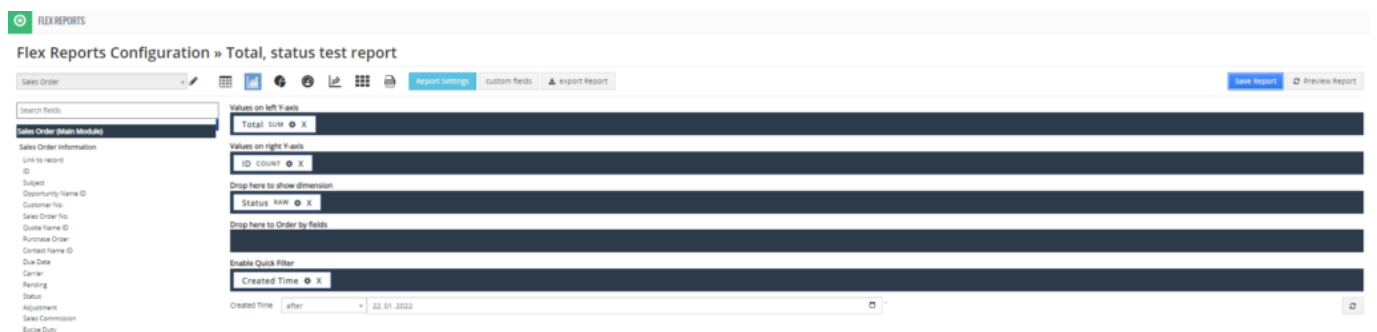 FLEX REPORTS
Flex Reports Configuration » Total, status test report
Sales Order
Report Settings
custom fields
export Report
Save Report
Preview Report
Search fields
Sales Order (Main Module)
Sales Order Information
Link to record
ID
Subject
Opportunity Name ID
Customer No.
Sales Order No.
Quote Name ID
Purchase Order
Contact Name ID
Due Date
Carrier
Pending
Status
Adjustment
Sales Commission
Excise Duty
Values on left Y-axis
Total SUM X
Values on right Y-axis
ID COUNT X
Drop here to show dimension
Status RAW X
Drop here to Order by fields
Enable Quick Filter
Created Time X
Created Time after 22.01.2022